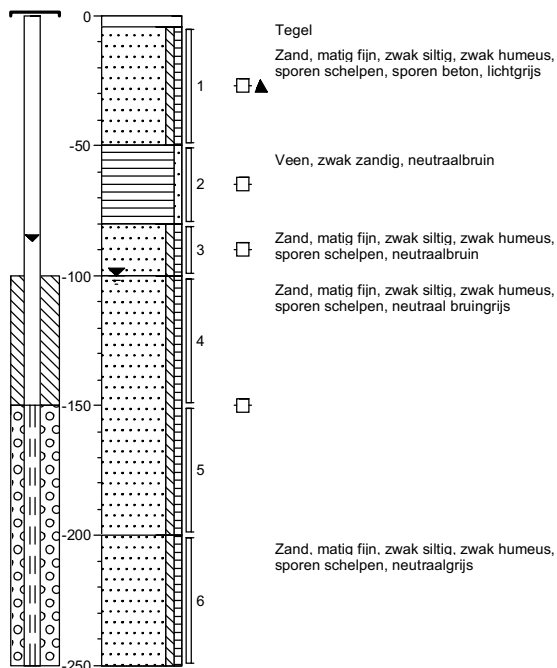 0
Tegel
Zand, matig fijn, zwak siltig, zwak humeus,
sporen schelpen, sporen beton, lichtgrijs
1
-50
Veen, zwak zandig, neutraalbruin
2
Zand, matig fijn, zwak siltig, zwak humeus,
sporen schelpen, neutraalbruin
3
-100
Zand, matig fijn, zwak siltig, zwak humeus,
sporen schelpen, neutraal bruingrijs
4
-150
5
-200
Zand, matig fijn, zwak siltig, zwak humeus,
sporen schelpen, neutraalgrijs
6
-250